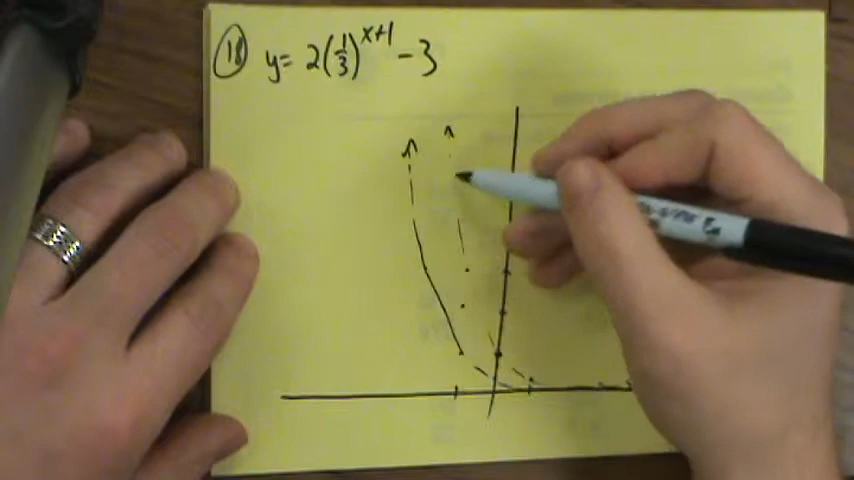 18 y= 2(1/3)^x+1 -3